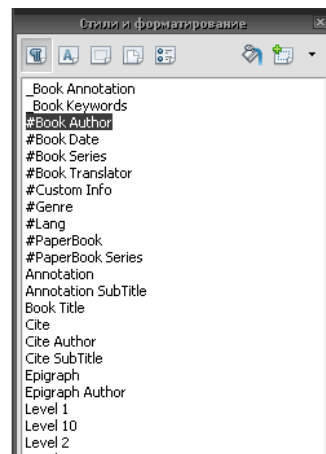 Стили и форматирование
_Book Annotation
_Book Keywords
#Book Author
#Book Date
#Book Series
#Book Translator
#Custom Info
#Genre
#Lang
#PaperBook
#PaperBook Series
Annotation
Annotation SubTitle
Book Title
Cite
Cite Author
Cite SubTitle
Epigraph
Epigraph Author
Level 1
Level 10
Level 2